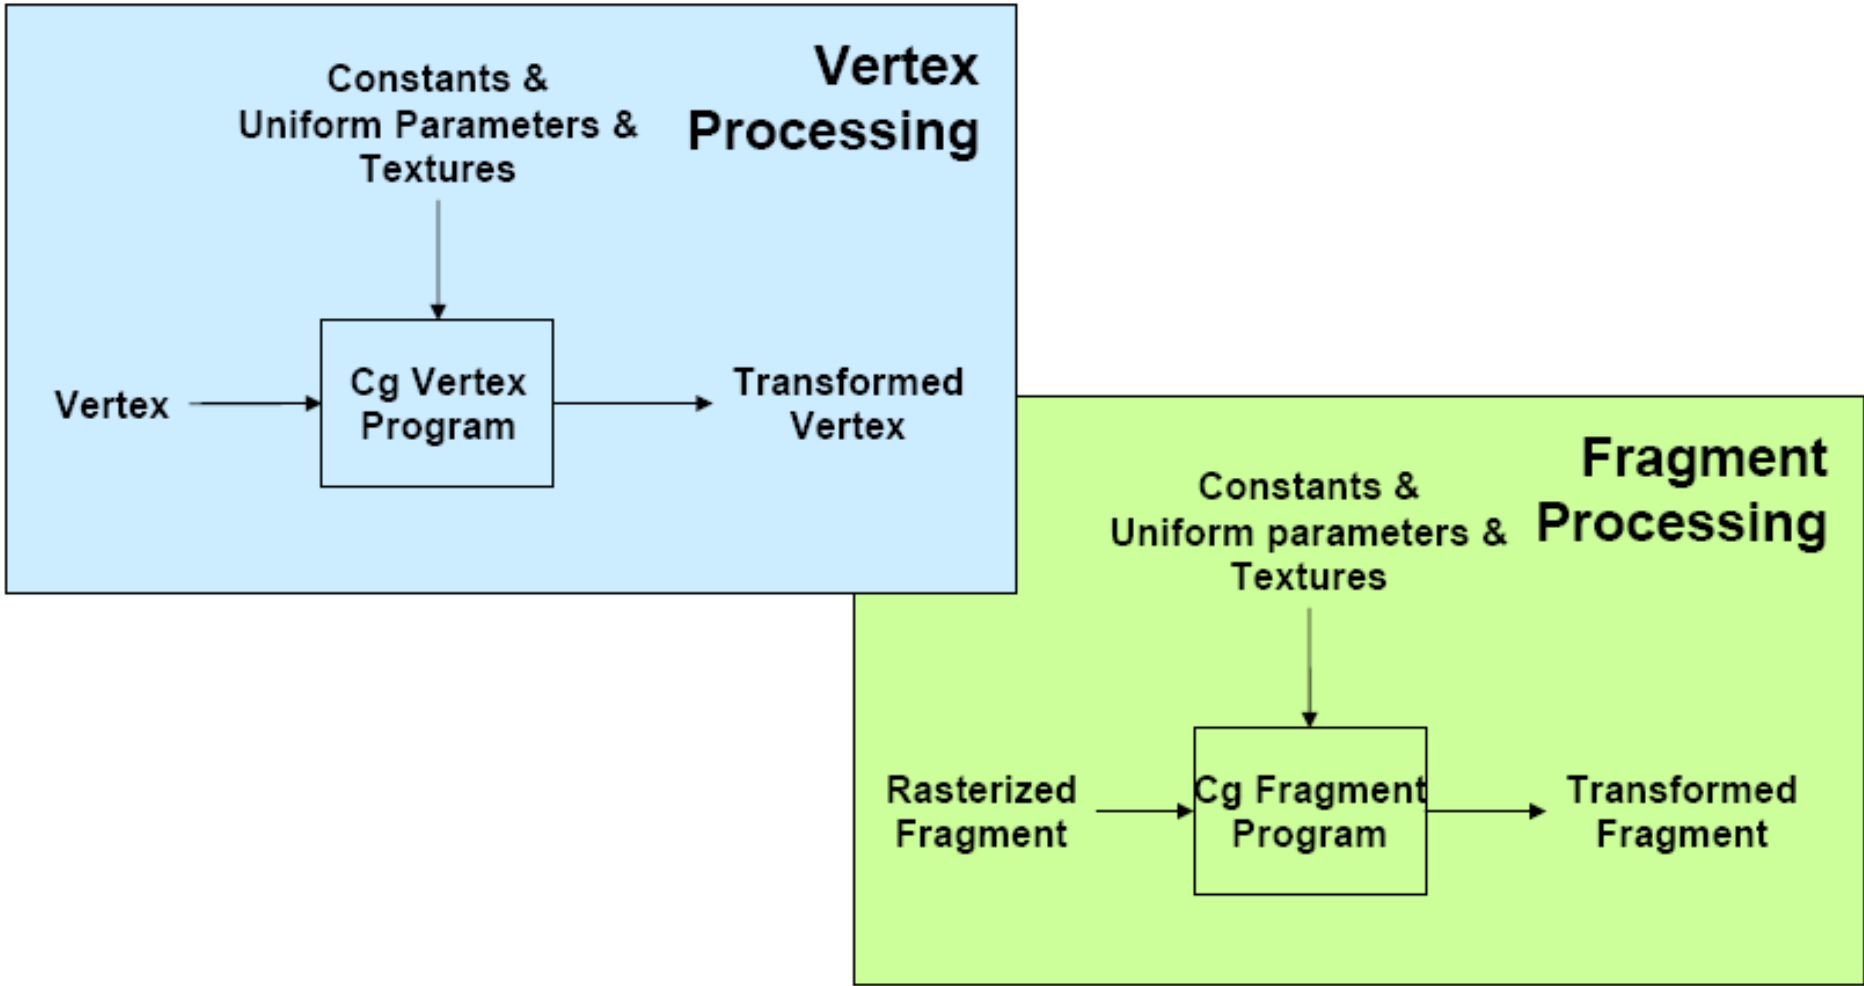 Vertex
Processing
Constants &
Uniform Parameters &
Textures
Vertex
Cg Vertex
Program
Transformed
Vertex
Fragment
Processing
Constants &
Uniform parameters &
Textures
Rasterized
Fragment
Cg Fragment
Program
Transformed
Fragment